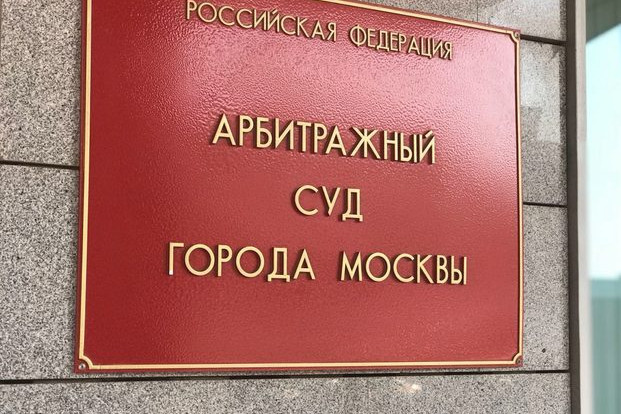 РОССИЙСКАЯ ФЕДЕРАЦИЯ
АРБИТРАЖНЫЙ
СУД
ГОРОДА МОСКВЫ